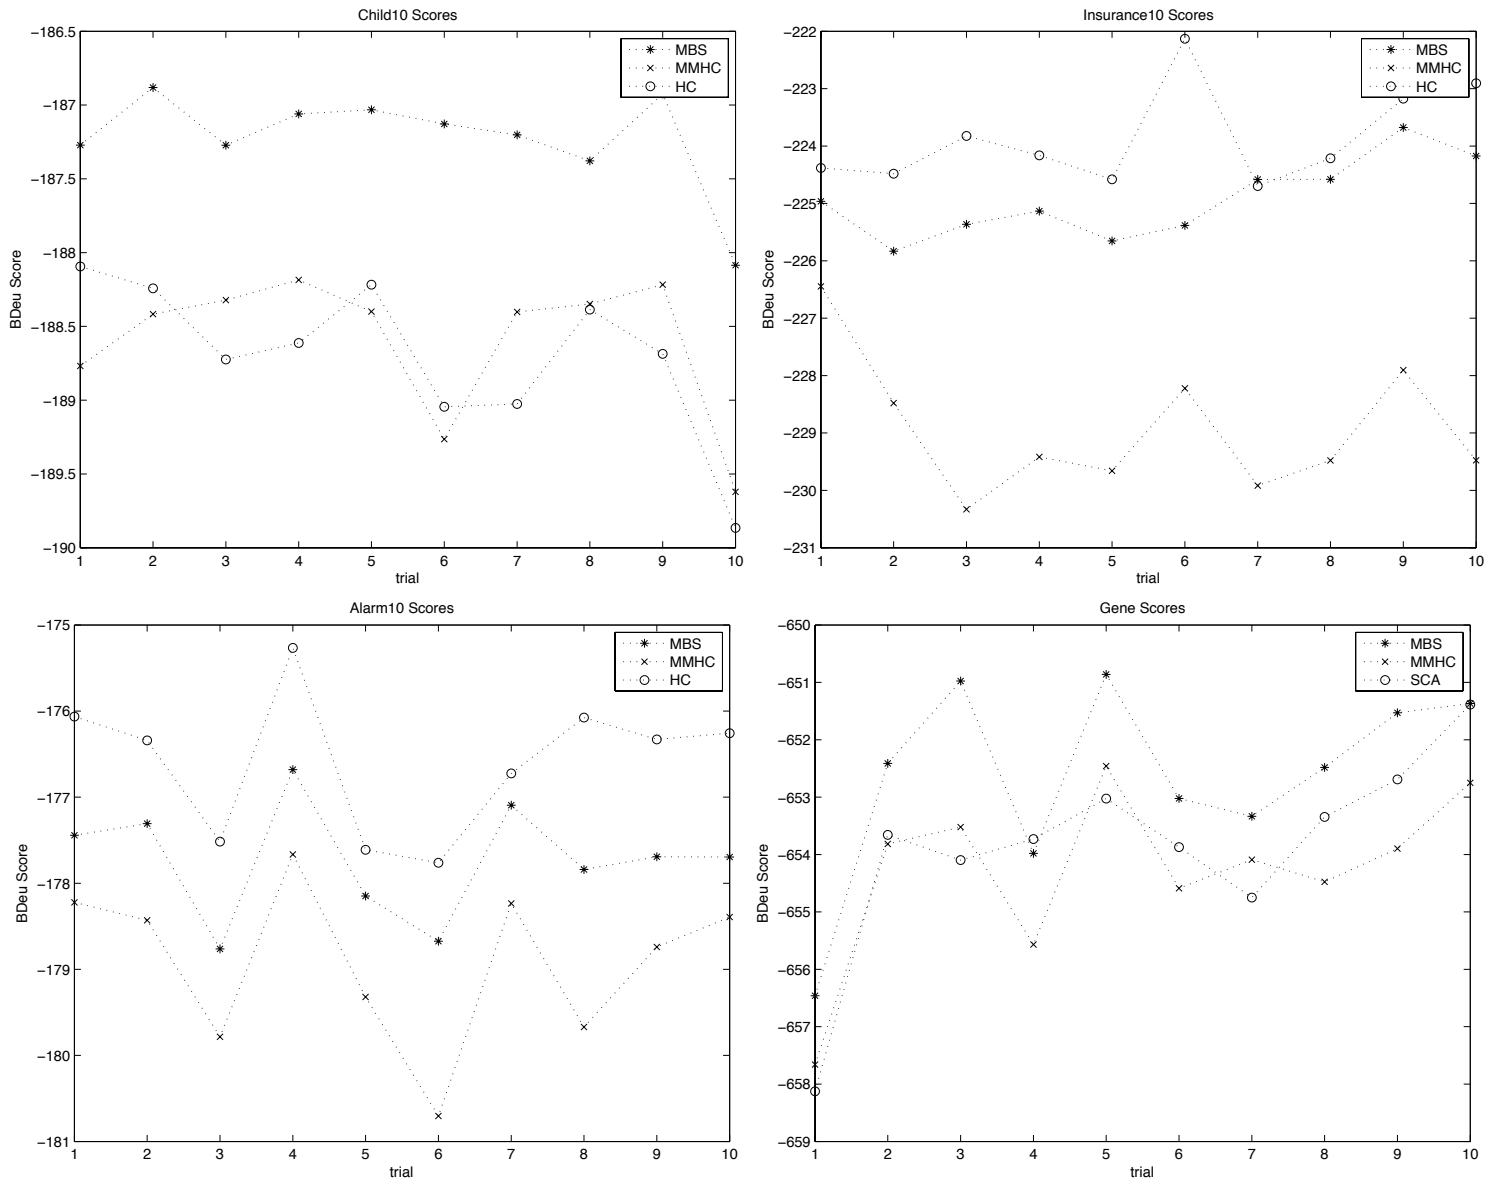 Child10 Scores
−186.5
−187
−187.5
−188
−188.5
−189
−189.5
−190
BDeu Score
1 2 3 4 5 6 7 8 9 10
trial
MBS
MMHC
HC
Insurance10 Scores
−222
−223
−224
−225
−226
−227
−228
−229
−230
−231
BDeu Score
1 2 3 4 5 6 7 8 9 10
trial
MBS
MMHC
HC
Alarm10 Scores
−175
−176
−177
−178
−179
−180
−181
BDeu Score
1 2 3 4 5 6 7 8 9 10
trial
MBS
MMHC
HC
Gene Scores
−650
−651
−652
−653
−654
−655
−656
−657
−658
−659
BDeu Score
1 2 3 4 5 6 7 8 9 10
trial
MBS
MMHC
SCA